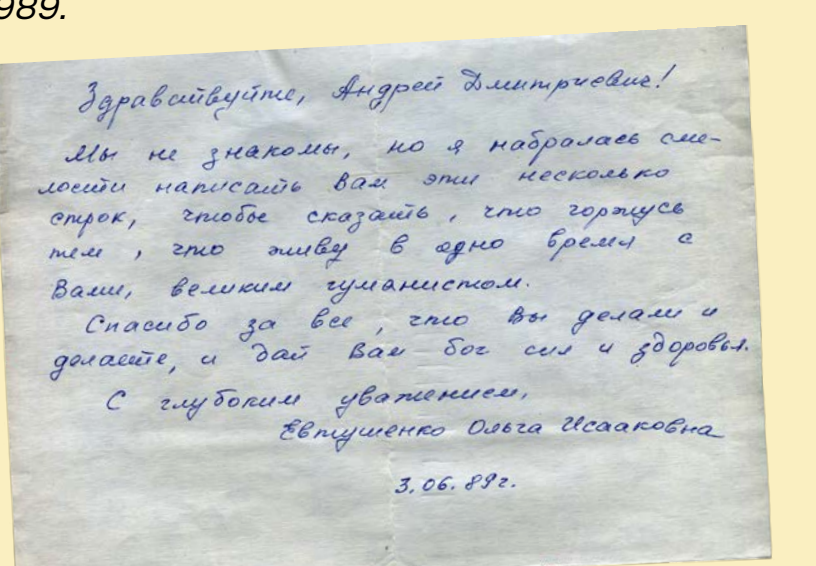 989.
Здравствуйте, Андрей Дмитриевич!
Мы не знакомы, но я набралась сме-
лости написать Вам эти несколько
строк, чтобы сказать, что горжусь
тем, что живу в одно время с
Вами, великим гуманистом.
Спасибо за все, что Вы делали и
делаете, и дай Вам бог сил и здоровья.
С глубоким уважением,
Евтушенко Ольга Исааковна
3.06.89г.